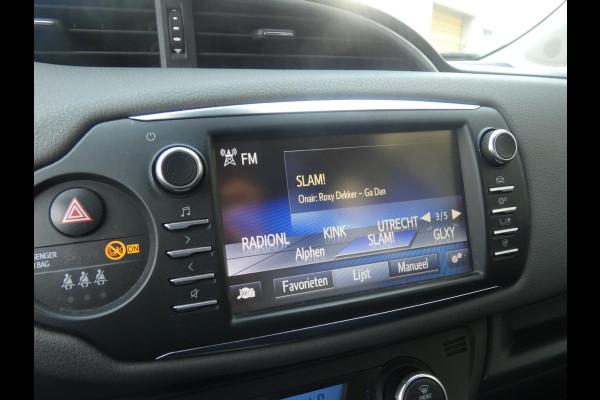 FM
SLAM!
Onair: Roxy Dekker - Ga Dan
RADIONL KINK UTRECHT 3/5
Alphen SLAM! GLXY
Favorieten Lijst Manueel
ON
FRONT